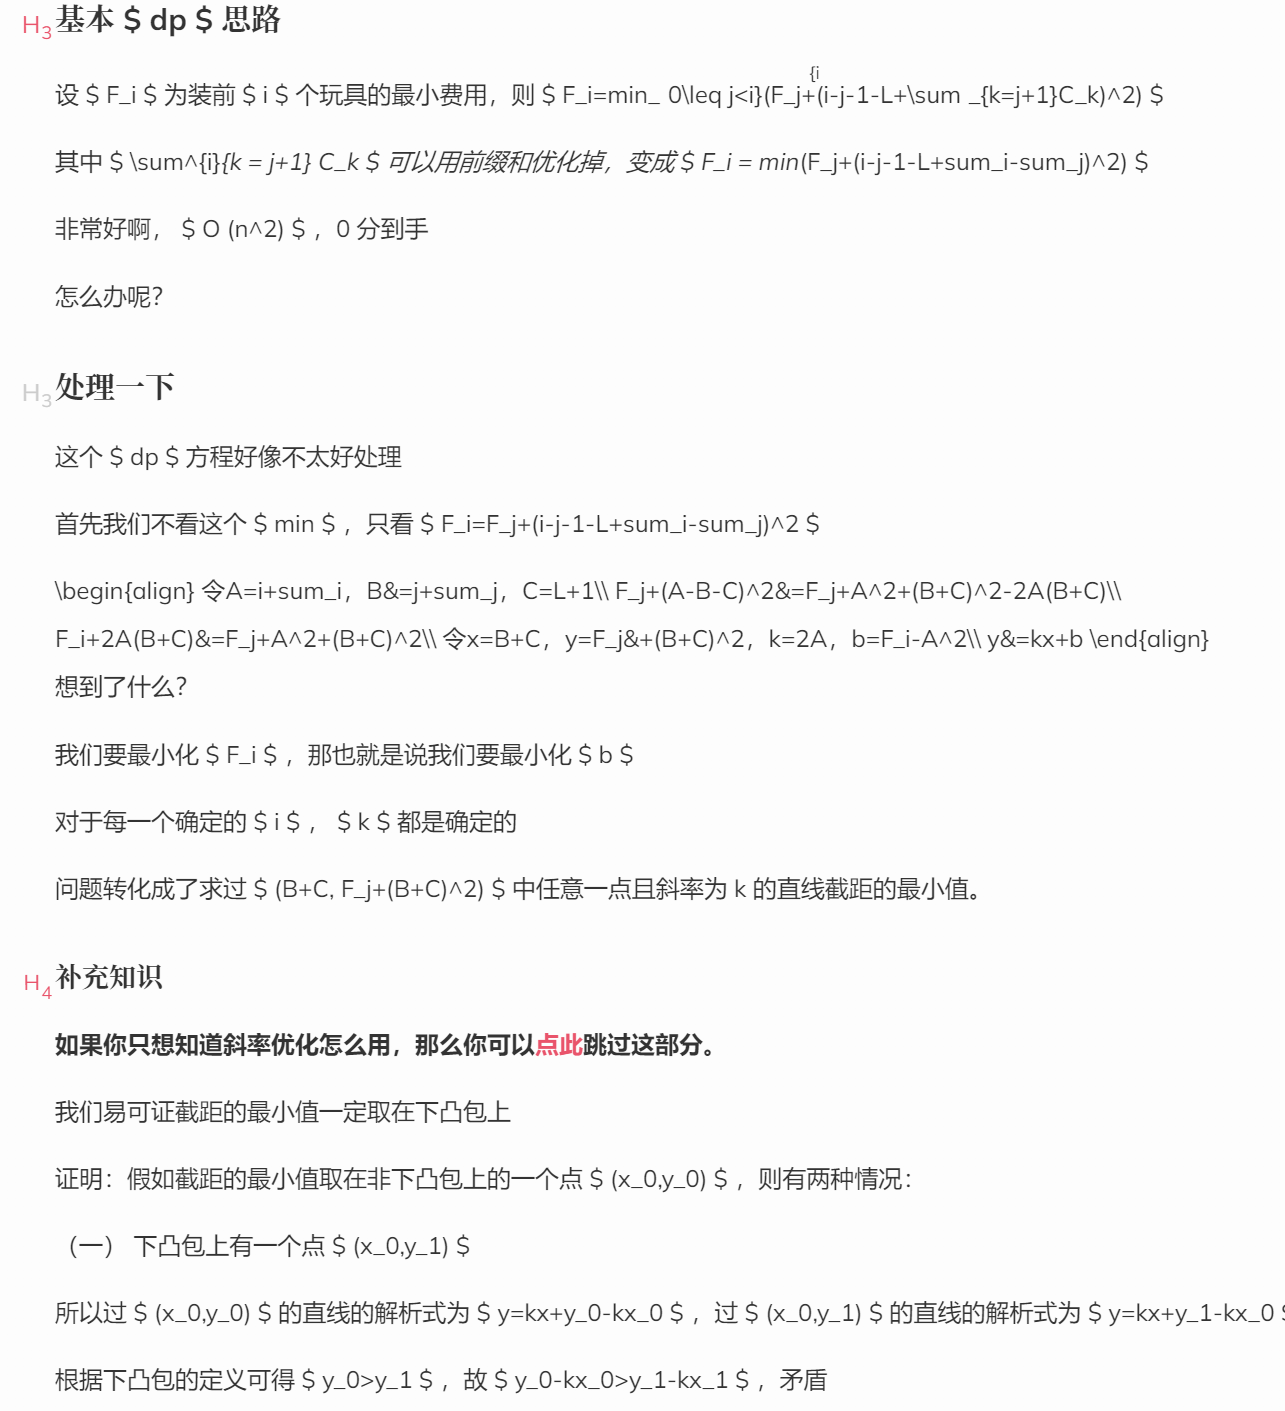 H3 基本 $ dp $ 思路
{i
设 $ F_i $ 为装前 $ i $ 个玩具的最小费用，则 $ F_i=min_ 0\leq j<i}(F_j+(i-j-1-L+\sum _{k=j+1}C_k)^2) $
其中 $ \sum^{i}{k = j+1} C_k $ 可以用前缀和优化掉，变成 $ F_i = min(F_j+(i-j-1-L+sum_i-sum_j)^2) $
非常好啊， $ O (n^2) $ ，0 分到手
怎么办呢？
H3 处理一下
这个 $ dp $ 方程好像不太好处理
首先我们不看这个 $ min $ ，只看 $ F_i=F_j+(i-j-1-L+sum_i-sum_j)^2 $
\begin{align} 令A=i+sum_i，B&=j+sum_j，C=L+1\\ F_j+(A-B-C)^2&=F_j+A^2+(B+C)^2-2A(B+C)\\
F_i+2A(B+C)&=F_j+A^2+(B+C)^2\\ 令x=B+C，y=F_j&+(B+C)^2，k=2A，b=F_i-A^2\\ y&=kx+b \end{align}
想到了什么？
我们要最小化 $ F_i $ ，那也就是说我们要最小化 $ b $
对于每一个确定的 $ i $ ， $ k $ 都是确定的
问题转化成了求过 $ (B+C, F_j+(B+C)^2) $ 中任意一点且斜率为 k 的直线截距的最小值。
H4 补充知识
如果你只想知道斜率优化怎么用，那么你可以点此跳过这部分。
我们易可证截距的最小值一定取在下凸包上
证明：假如截距的最小值取在非下凸包上的一个点 $ (x_0,y_0) $ ，则有两种情况：
（一） 下凸包上有一个点 $ (x_0,y_1) $
所以过 $ (x_0,y_0) $ 的直线的解析式为 $ y=kx+y_0-kx_0 $ ，过 $ (x_0,y_1) $ 的直线的解析式为 $ y=kx+y_1-kx_0 $
根据下凸包的定义可得 $ y_0>y_1 $ ，故 $ y_0-kx_0>y_1-kx_1 $ ，矛盾